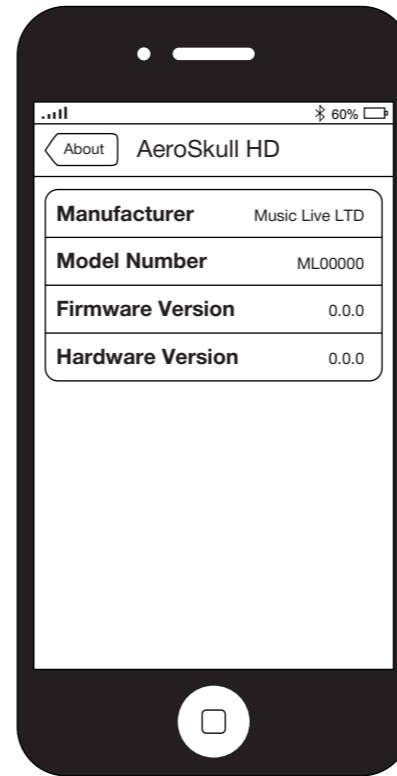 60%
About AeroSkull HD
Manufacturer Music Live LTD
Model Number ML00000
Firmware Version 0.0.0
Hardware Version 0.0.0